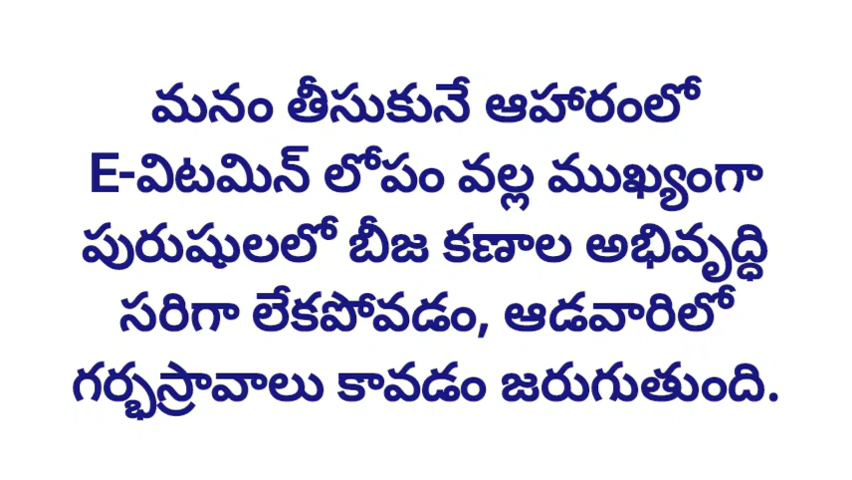 మనం తీసుకునే ఆహారంలో
E-విటమిన్ లోపం వల్ల ముఖ్యంగా
పురుషులలో బీజ కణాల అభివృద్ధి
సరిగా లేకపోవడం, ఆడవారిలో
గర్భస్రావాలు కావడం జరుగుతుంది.